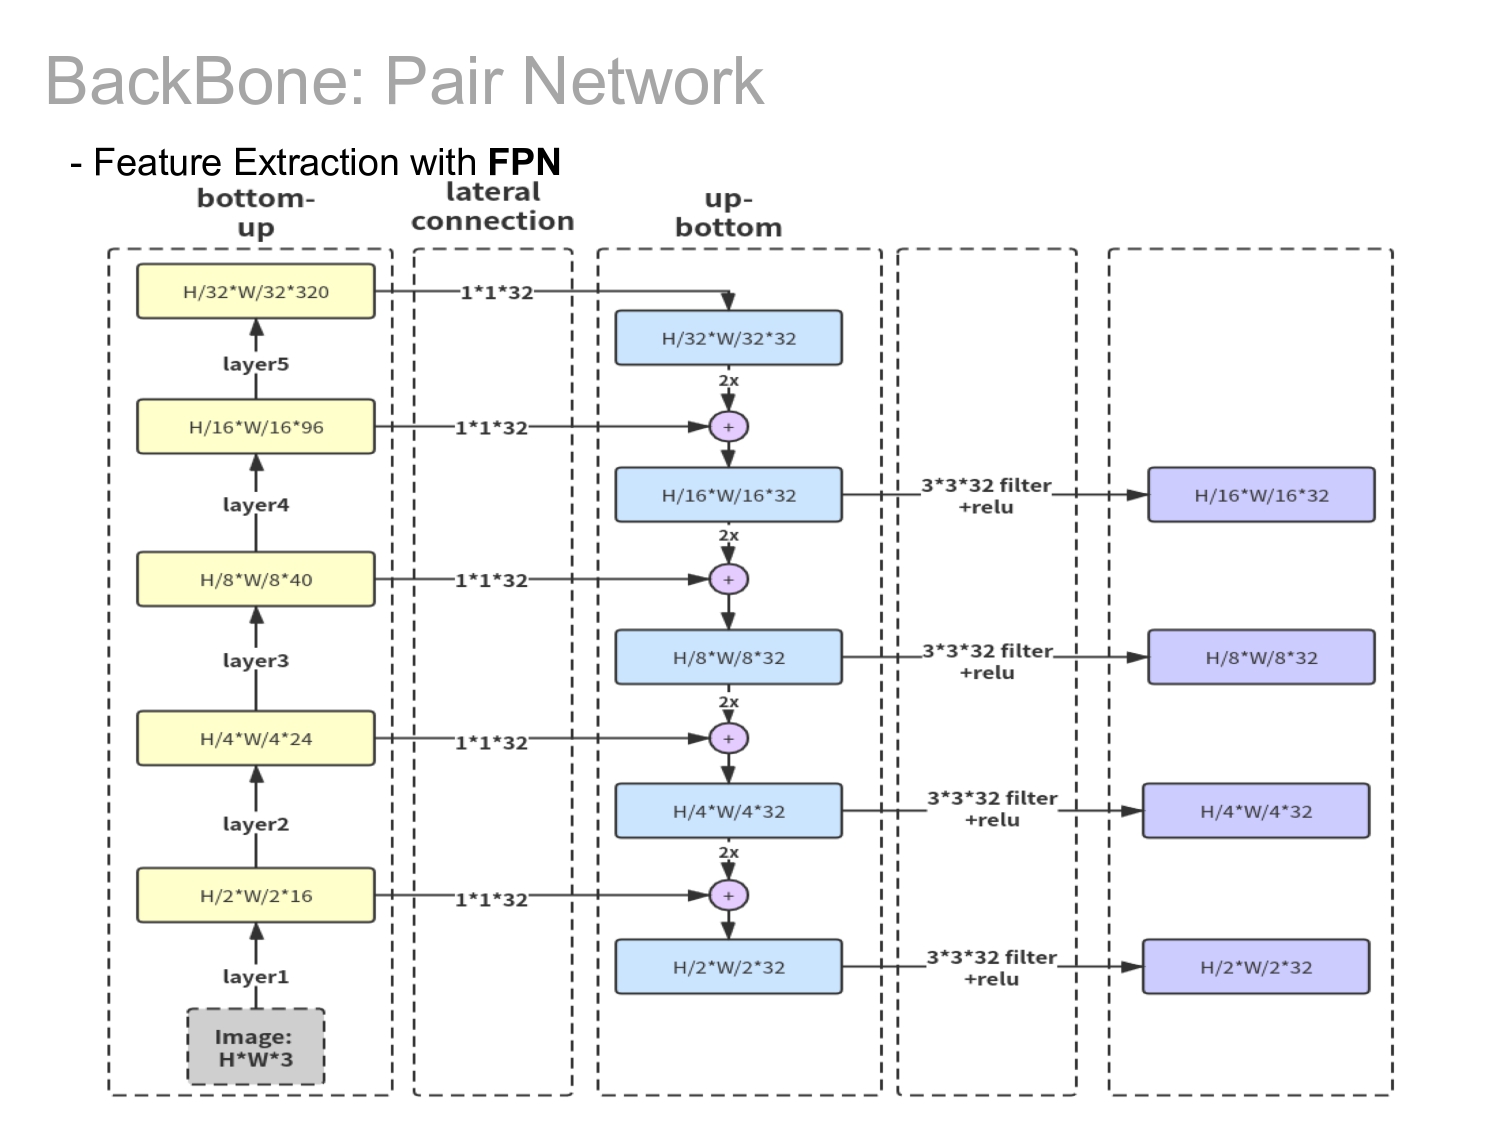 BackBone: Pair Network
- Feature Extraction with FPN
bottom-
up
lateral
connection
up-
bottom
H/32*W/32*320
1*1*32
H/32*W/32*32
layer5
2x
H/16*W/16*96
1*1*32
+
layer4
H/16*W/16*32
3*3*32 filter
+relu
H/16*W/16*32
2x
H/8*W/8*40
1*1*32
+
layer3
H/8*W/8*32
3*3*32 filter
+relu
H/8*W/8*32
2x
H/4*W/4*24
1*1*32
+
layer2
H/4*W/4*32
3*3*32 filter
+relu
H/4*W/4*32
2x
H/2*W/2*16
1*1*32
+
layer1
H/2*W/2*32
3*3*32 filter
+relu
H/2*W/2*32
Image:
H*W*3